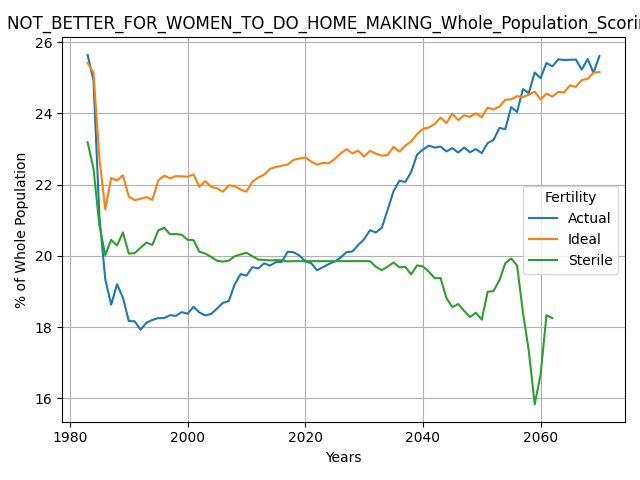 NOT_BETTER_FOR_WOMEN_TO_DO_HOME_MAKING_Whole_Population_Scorin
26
24
22
20
18
16
% of Whole Population
Fertility
Actual
Ideal
Sterile
1980
2000
2020
2040
2060
Years